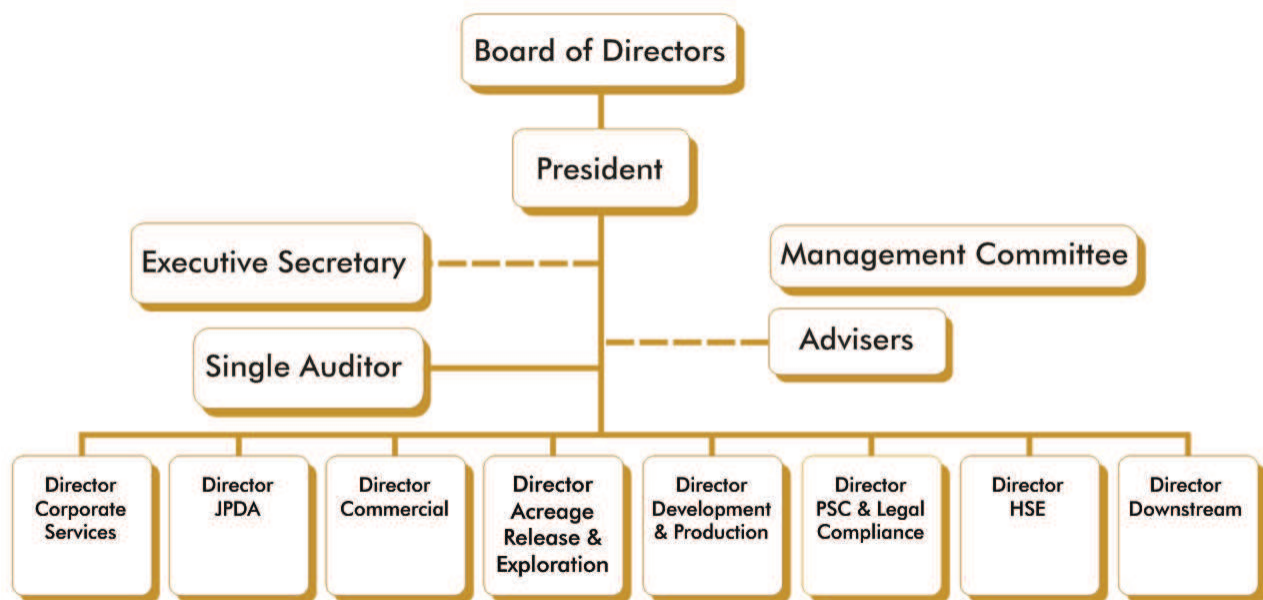 Board of Directors
President
Executive Secretary
Management Committee
Advisers
Single Auditor
Director
Corporate
Services
Director
JPDA
Director
Commercial
Director
Acreage
Release &
Exploration
Director
Development
& Production
Director
PSC & Legal
Compliance
Director
HSE
Director
Downstream